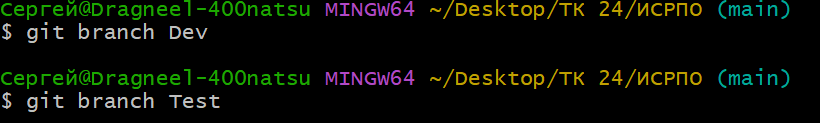 Сергей@Dragneel-400natsu MINGW64 ~/Desktop/ТК 24/ИСРПО (main)
$ git branch Dev
Сергей@Dragneel-400natsu MINGW64 ~/Desktop/ТК 24/ИСРПО (main)
$ git branch Test